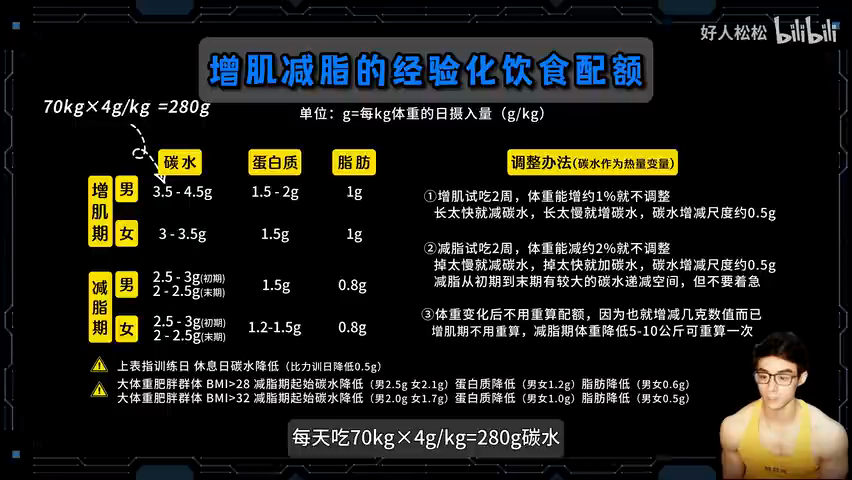 好人松松 bilibili
增肌减脂的经验化饮食配额
70kg×4g/kg =280g
单位：g=每kg体重的日摄入量（g/kg）
碳水 蛋白质 脂肪 调整办法(碳水作为热量变量)
增肌期 男 3.5 - 4.5g 1.5 - 2g 1g
女 3 - 3.5g 1.5g 1g
减脂期 男 2.5 - 3g(初期) 1.5g 0.8g
2 - 2.5g(末期)
女 2.5 - 3g(初期) 1.2-1.5g 0.8g
2 - 2.5g(末期)
①增肌试吃2周，体重能增约1%就不调整
长太快就减碳水，长太慢就增碳水，碳水增减尺度约0.5g
②减脂试吃2周，体重能减约2%就不调整
掉太慢就减碳水，掉太快就加碳水，碳水增减尺度约0.5g
减脂从初期到末期有较大的碳水递减空间，但不要着急
③体重变化后不用重算配额，因为也就增减几克数值而已
增肌期不用重算，减脂期体重降低5-10公斤可重算一次
上表指训练日 休息日碳水降低（比力训日降低0.5g）
大体重肥胖群体 BMI>28 减脂期起始碳水降低（男2.5g 女2.1g）蛋白质降低（男女1.2g）脂肪降低（男女0.6g）
大体重肥胖群体 BMI>32 减脂期起始碳水降低（男2.0g 女1.7g）蛋白质降低（男女1.0g）脂肪降低（男女0.5g）
每天吃70kg×4g/kg=280g碳水